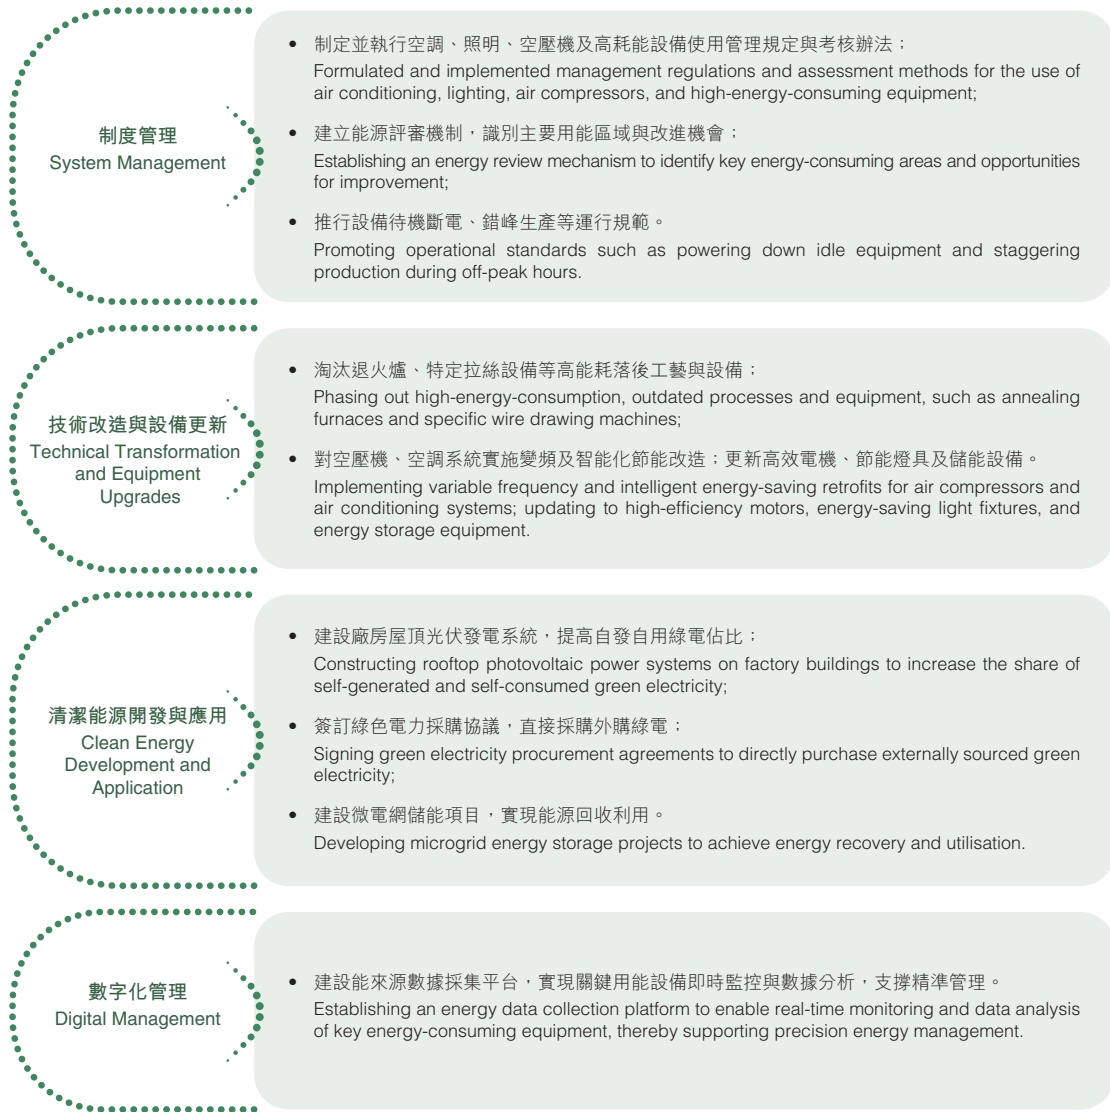 制度管理
System Management
• 制定並執行空調、照明、空壓機及高耗能設備使用管理規定與考核辦法；
Formulated and implemented management regulations and assessment methods for the use of
air conditioning, lighting, air compressors, and high-energy-consuming equipment;
• 建立能源評審機制，識別主要用能區域與改進機會；
Establishing an energy review mechanism to identify key energy-consuming areas and opportunities
for improvement;
• 推行設備待機斷電、錯峰生產等運行規範。
Promoting operational standards such as powering down idle equipment and staggering
production during off-peak hours.
技術改造與設備更新
Technical Transformation
and Equipment
Upgrades
• 淘汰退火爐、特定拉絲設備等高能耗落後工藝與設備；
Phasing out high-energy-consumption, outdated processes and equipment, such as annealing
furnaces and specific wire drawing machines;
• 對空壓機、空調系統實施變頻及智能化節能改造；更新高效電機、節能燈具及儲能設備。
Implementing variable frequency and intelligent energy-saving retrofits for air compressors and
air conditioning systems; updating to high-efficiency motors, energy-saving light fixtures, and
energy storage equipment.
清潔能源開發與應用
Clean Energy
Development and
Application
• 建設廠房屋頂光伏發電系統，提高自發自用綠電佔比；
Constructing rooftop photovoltaic power systems on factory buildings to increase the share of
self-generated and self-consumed green electricity;
• 簽訂綠色電力採購協議，直接採購外購綠電；
Signing green electricity procurement agreements to directly purchase externally sourced green
electricity;
• 建設微電網儲能項目，實現能源回收利用。
Developing microgrid energy storage projects to achieve energy recovery and utilisation.
數字化管理
Digital Management
• 建設能來源數據採集平台，實現關鍵用能設備即時監控與數據分析，支撐精準管理。
Establishing an energy data collection platform to enable real-time monitoring and data analysis
of key energy-consuming equipment, thereby supporting precision energy management.